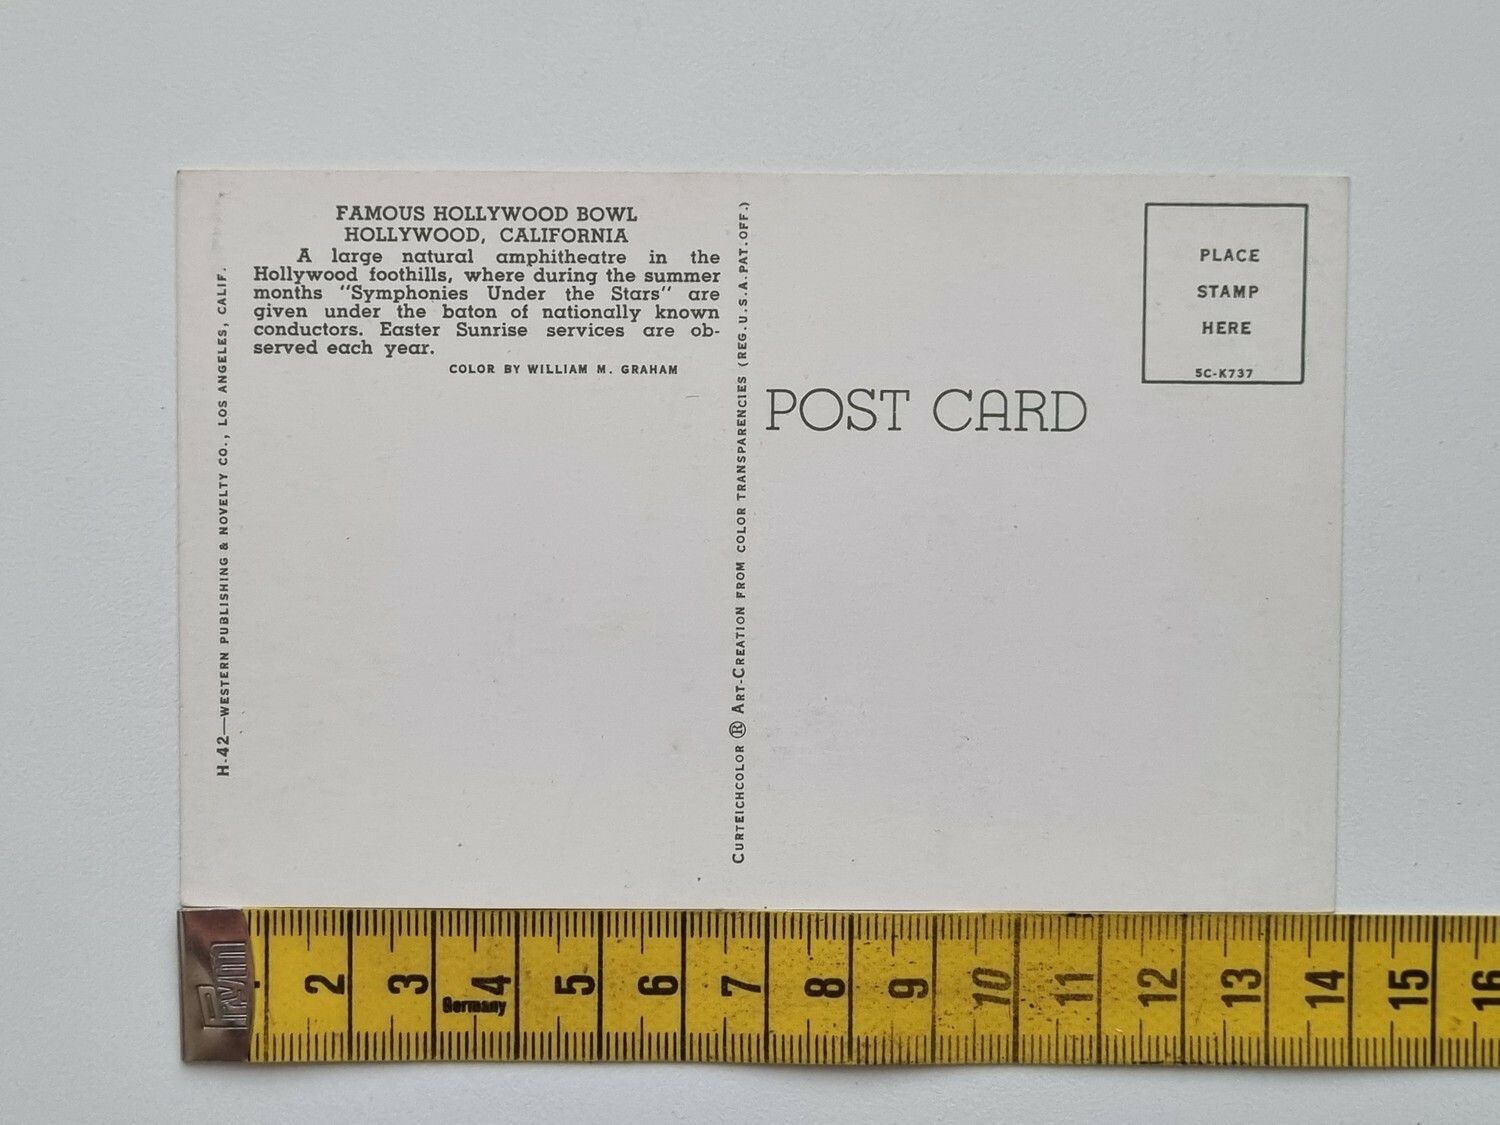 FAMOUS HOLLYWOOD BOWL
HOLLYWOOD, CALIFORNIA
A large natural amphitheatre in the
Hollywood foothills, where during the summer
months "Symphonies Under the Stars" are
given under the baton of nationally known
conductors. Easter Sunrise services are ob-
served each year.
COLOR BY WILLIAM M. GRAHAM
H-42—WESTERN PUBLISHING & NOVELTY CO., LOS ANGELES, CALIF.
CURTEICHCOLOR ® ART-CREATION FROM COLOR TRANSPARENCIES (REG. U.S.A. PAT. OFF.)
POST CARD
PLACE
STAMP
HERE
5C-K737
Prym
2 3 4 5 6 7 8 9 10 11 12 13 14 15 16
Germany